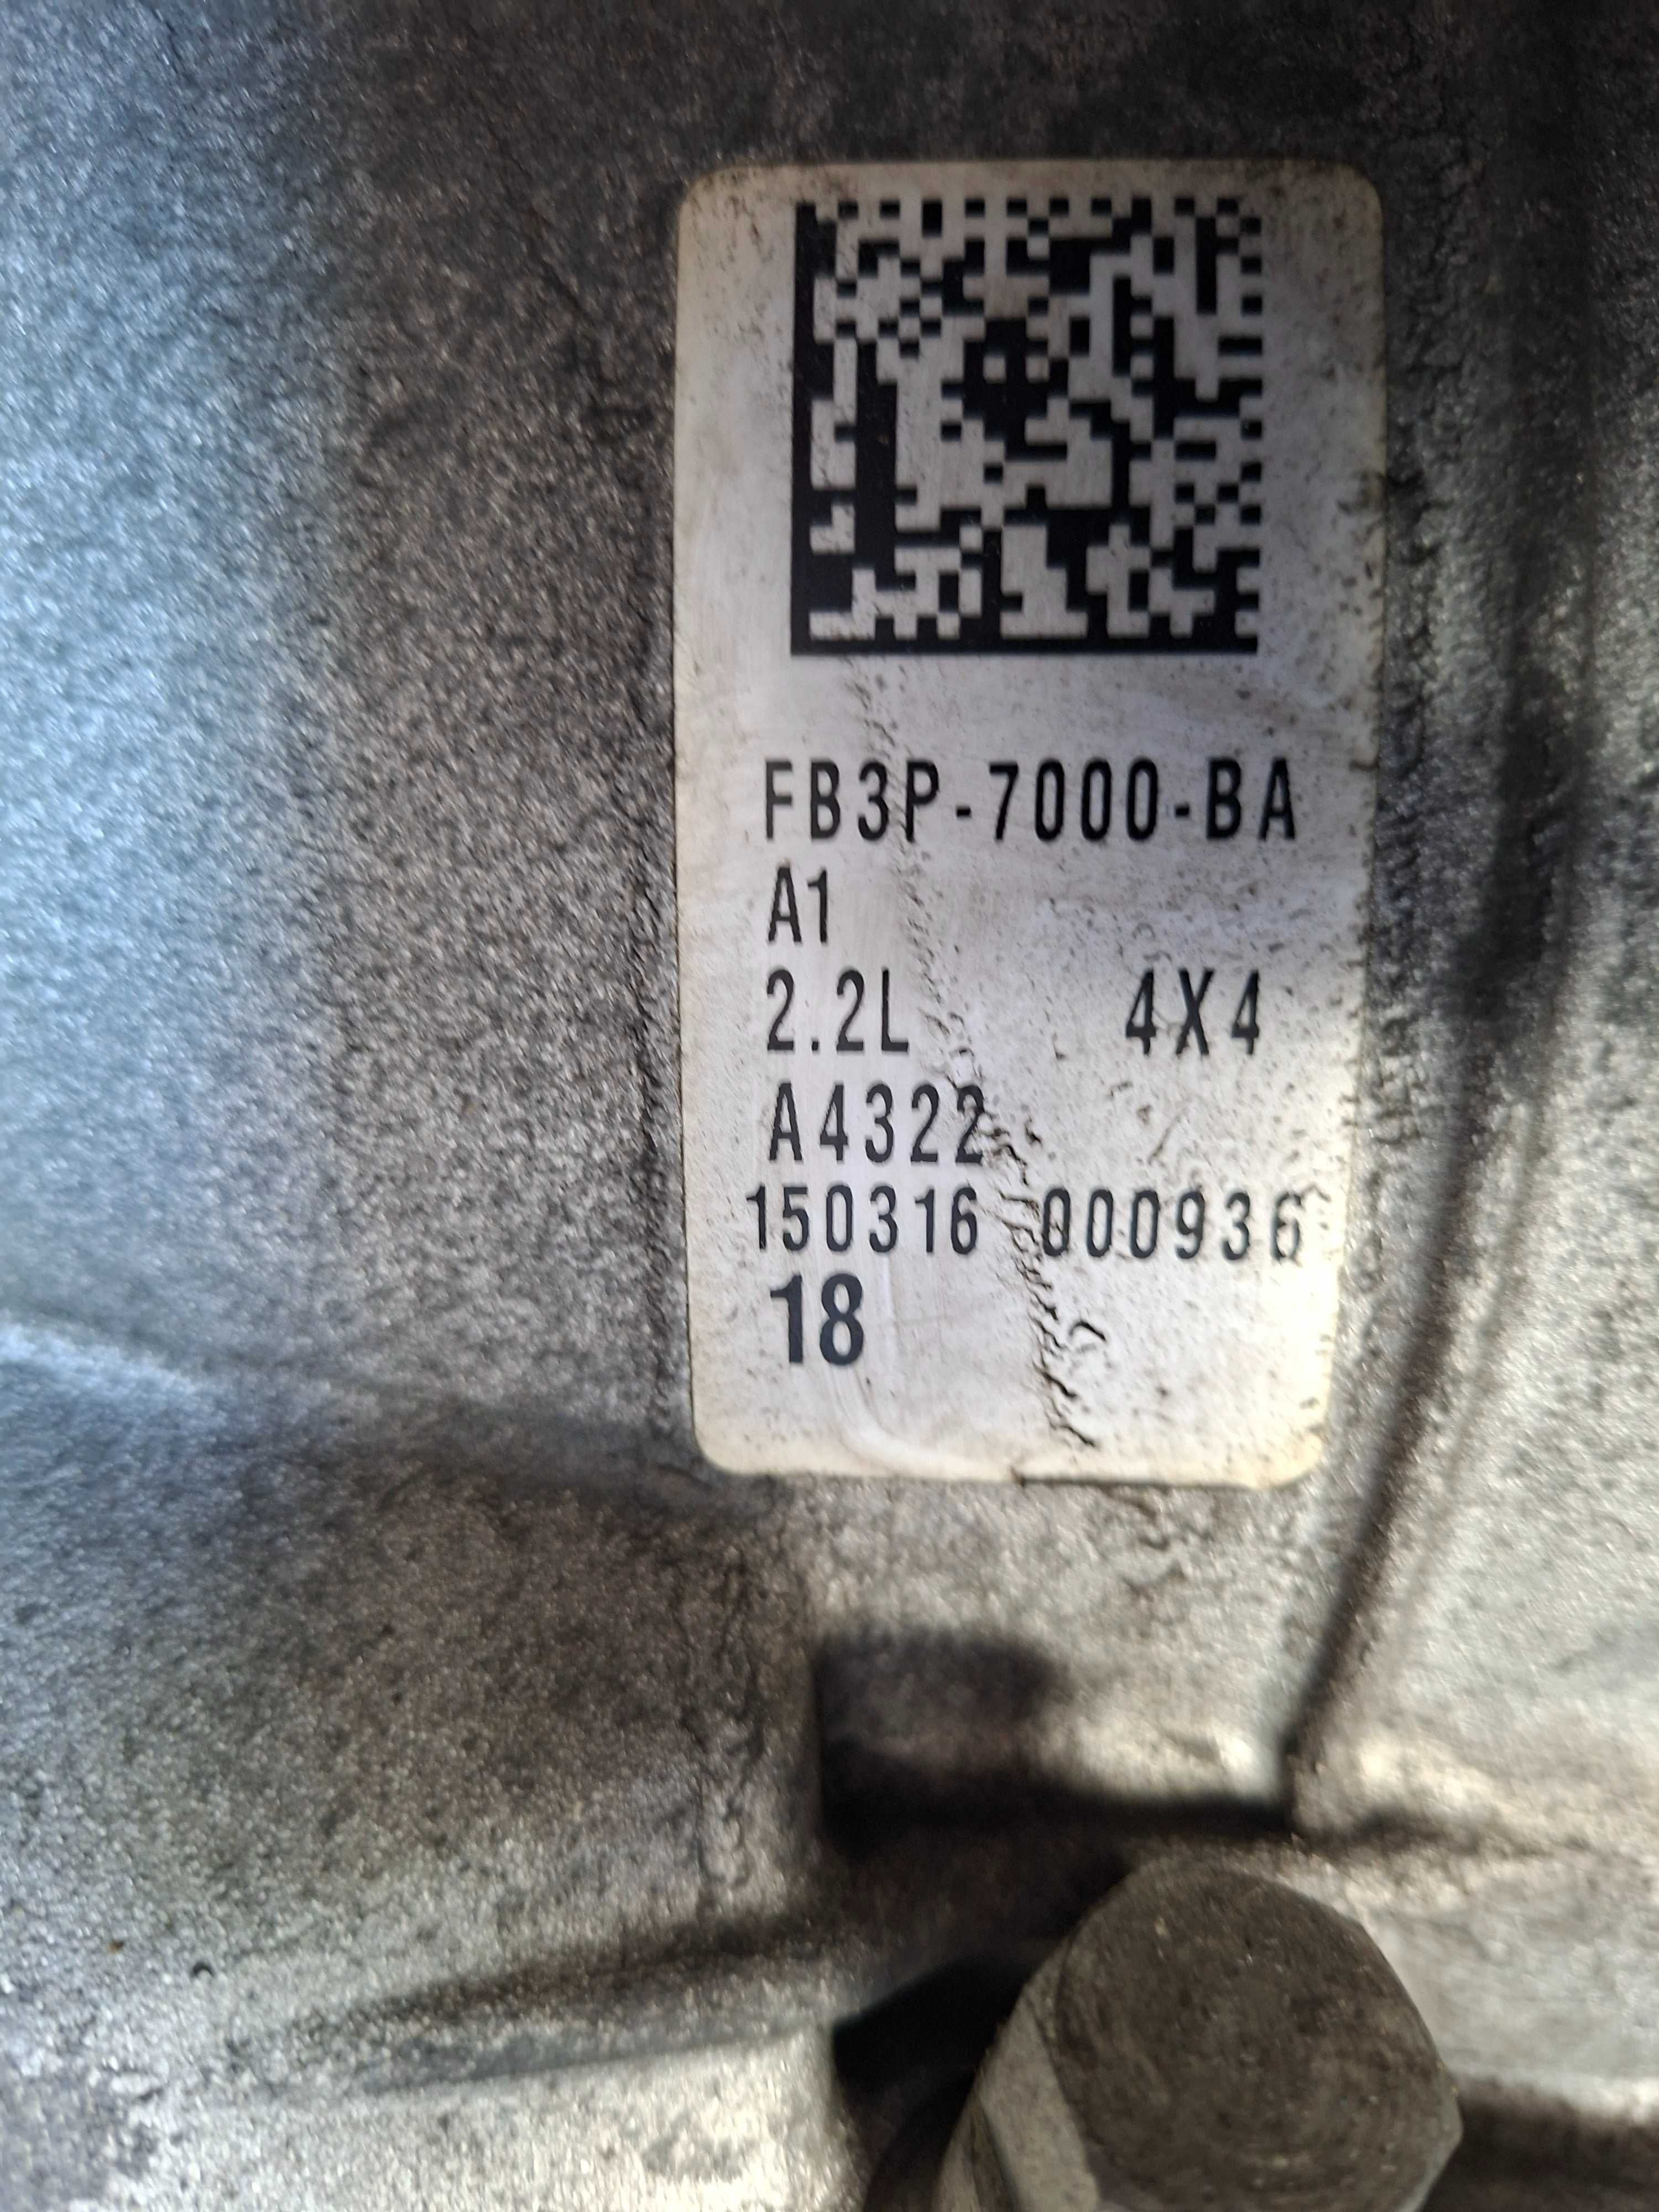 FB3P-7000-BA
A1
2.2L 4X4
A4322
150316 000936
18